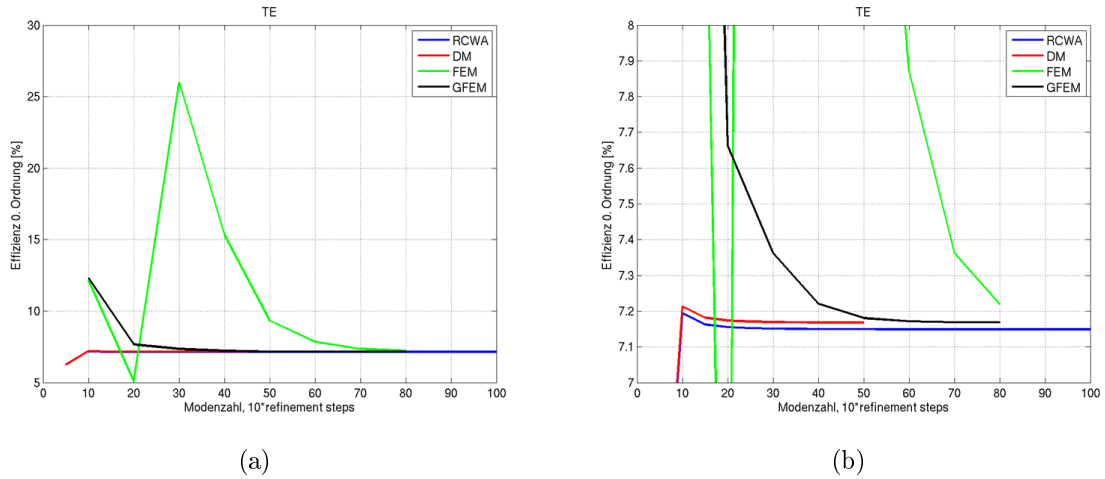 TE
30
25
20
15
10
5
Effizienz 0. Ordnung [%]
0 10 20 30 40 50 60 70 80 90 100
Modenzahl, 10*refinement steps
RCWA
DM
FEM
GFEM
(a)
TE
8
7.9
7.8
7.7
7.6
7.5
7.4
7.3
7.2
7.1
7
Effizienz 0. Ordnung [%]
0 10 20 30 40 50 60 70 80 90 100
Modenzahl, 10*refinement steps
RCWA
DM
FEM
GFEM
(b)